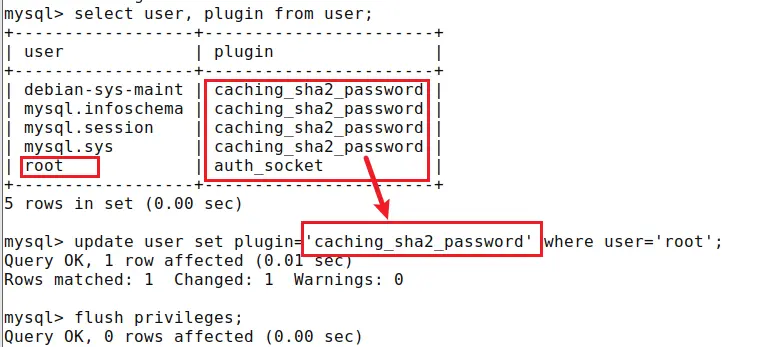 mysql> select user, plugin from user;
+------------------+-----------------------+
| user             | plugin                |
+------------------+-----------------------+
| debian-sys-maint | caching_sha2_password |
| mysql.infoschema | caching_sha2_password |
| mysql.session    | caching_sha2_password |
| mysql.sys        | caching_sha2_password |
| root             | auth_socket           |
+------------------+-----------------------+
5 rows in set (0.00 sec)
mysql> update user set plugin='caching_sha2_password' where user='root';
Query OK, 1 row affected (0.01 sec)
Rows matched: 1  Changed: 1  Warnings: 0
mysql> flush privileges;
Query OK, 0 rows affected (0.00 sec)